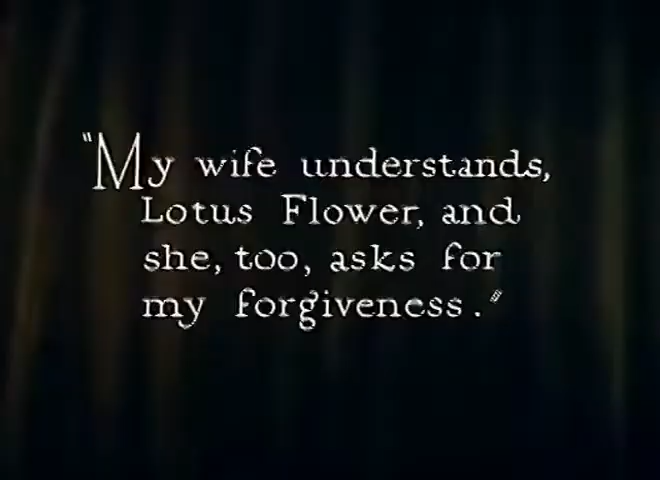 "My wife understands,
Lotus Flower, and
she, too, asks for
my forgiveness."